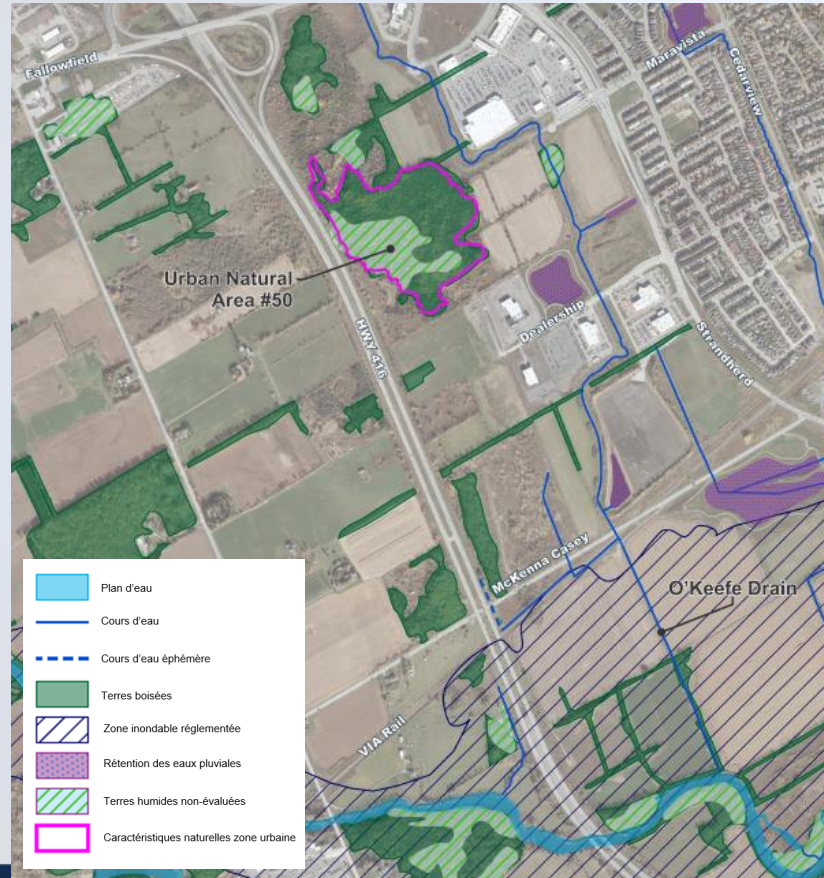 Fallowfield
Maravista
Cedarview
Urban Natural
Area #50
HWY 416
Dealership
Strandherd
McKenna Casey
O'Keefe Drain
VIA Rail
Plan d'eau
Cours d'eau
Cours d'eau éphémère
Terres boisées
Zone inondable réglementée
Rétention des eaux pluviales
Terres humides non-évaluées
Caractéristiques naturelles zone urbaine